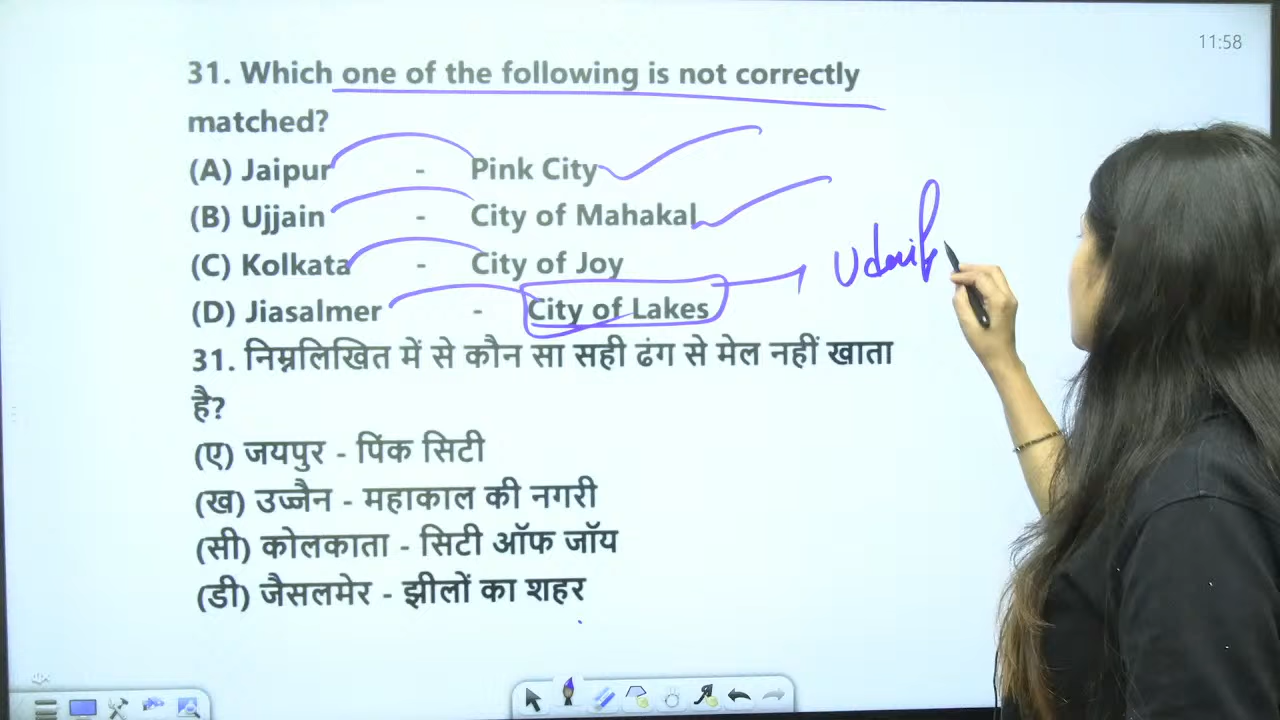 11:58
31. Which one of the following is not correctly
matched?
(A) Jaipur - Pink City
(B) Ujjain - City of Mahakal
(C) Kolkata - City of Joy
(D) Jiasalmer - City of Lakes
31. निम्नलिखित में से कौन सा सही ढंग से मेल नहीं खाता
है?
(ए) जयपुर - पिंक सिटी
(ख) उज्जैन - महाकाल की नगरी
(सी) कोलकाता - सिटी ऑफ जॉय
(डी) जैसलमेर - झीलों का शहर